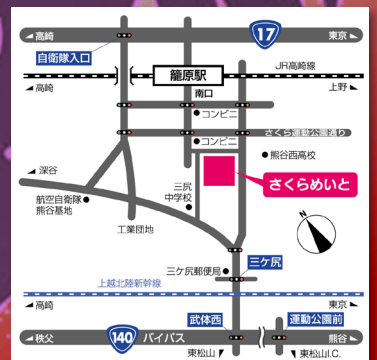 高崎
17
東京
自衛隊入口
籠原駅
JR高崎線
高崎
南口
上野
コンビニ
さくら運動公園通り
コンビニ
熊谷西高校
深谷
三尻
中学校
さくらめいと
航空自衛隊
熊谷基地
工業団地
N
三ケ尻
三ケ尻郵便局
上越北陸新幹線
高崎
東京
武体西
運動公園前
秩父
140
バイパス
熊谷
東松山
東松山I.C.